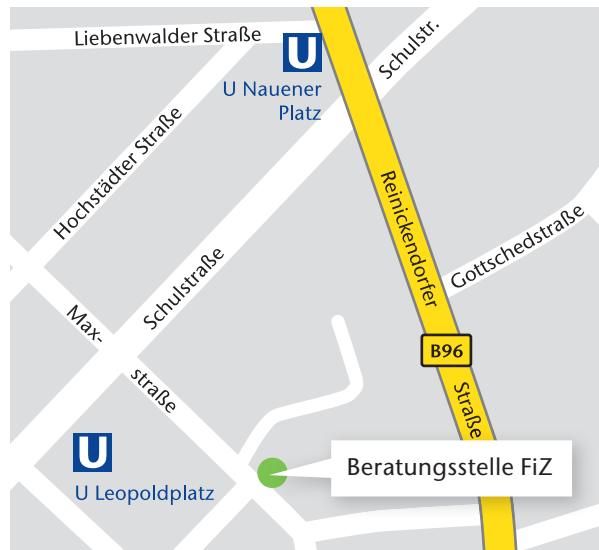 Liebenwalder Straße
U
U Nauener
Platz
Schulstr.
Hochstädter Straße
Reinickendorfer
Straße
Gottschedstraße
Schulstraße
Max-
straße
B96
U
U Leopoldplatz
Beratungsstelle FiZ